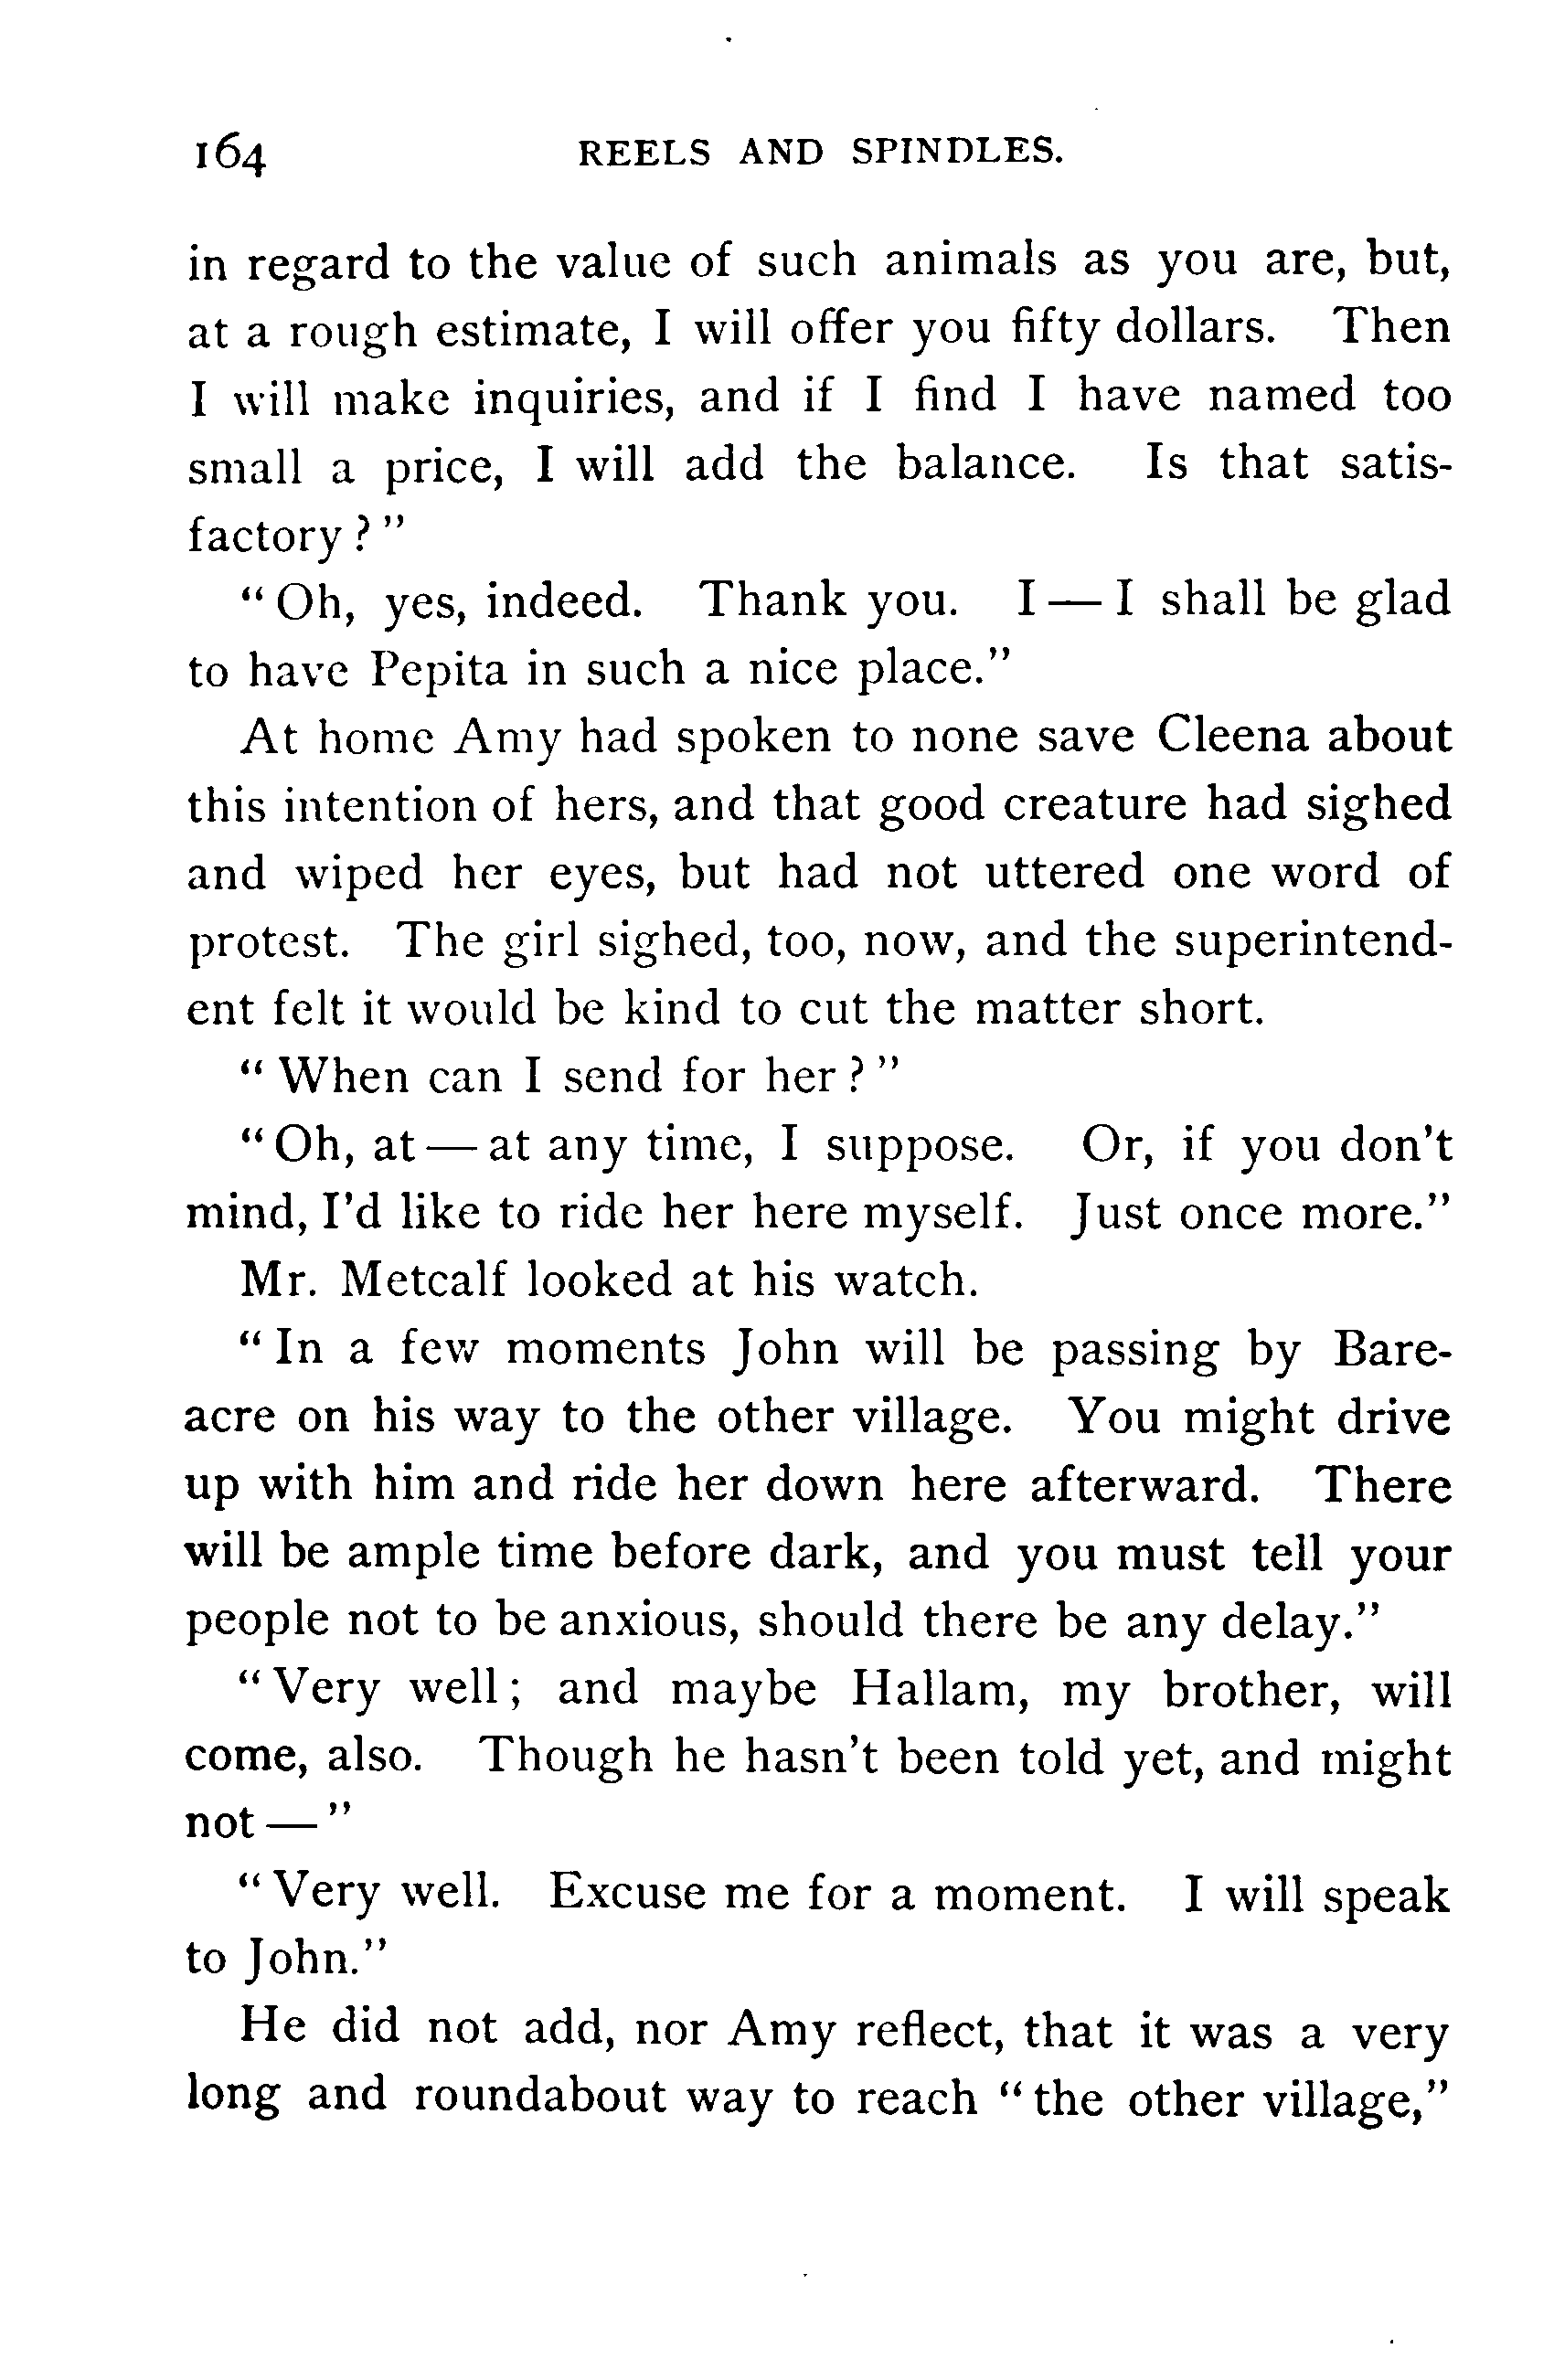 164 REELS AND SPINDLES.
in regard to the value of such animals as you are, but,
at a rough estimate, I will offer you fifty dollars. Then
I will make inquiries, and if I find I have named too
small a price, I will add the balance. Is that satis-
factory?"
"Oh, yes, indeed. Thank you. I — I shall be glad
to have Pepita in such a nice place."
At home Amy had spoken to none save Cleena about
this intention of hers, and that good creature had sighed
and wiped her eyes, but had not uttered one word of
protest. The girl sighed, too, now, and the superintend-
ent felt it would be kind to cut the matter short.
"When can I send for her?"
"Oh, at — at any time, I suppose. Or, if you don't
mind, I'd like to ride her here myself. Just once more."
Mr. Metcalf looked at his watch.
"In a few moments John will be passing by Bare-
acre on his way to the other village. You might drive
up with him and ride her down here afterward. There
will be ample time before dark, and you must tell your
people not to be anxious, should there be any delay."
"Very well; and maybe Hallam, my brother, will
come, also. Though he hasn't been told yet, and might
not — "
"Very well. Excuse me for a moment. I will speak
to John."
He did not add, nor Amy reflect, that it was a very
long and roundabout way to reach "the other village,"